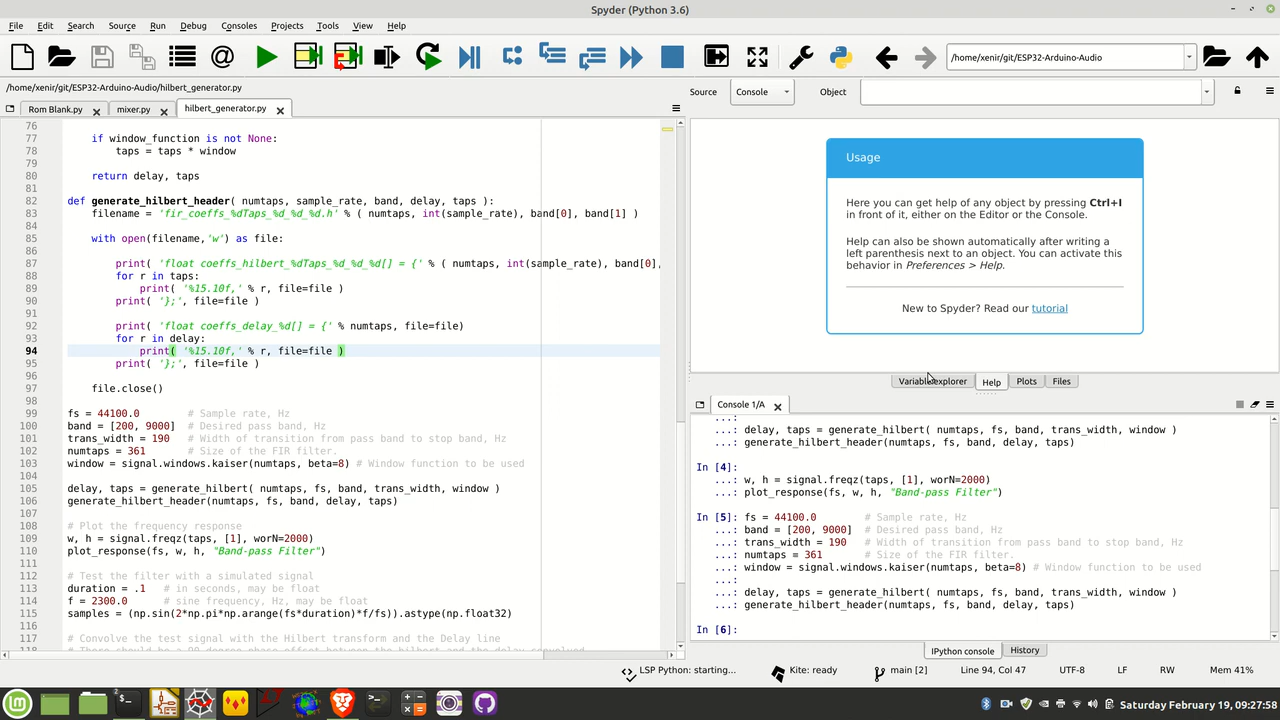 Spyder (Python 3.6)
File Edit Search Source Run Debug Consoles Projects Tools View Help
/home/xenir/git/ESP32-Arduino-Audio
/home/xenir/git/ESP32-Arduino-Audio/hilbert_generator.py
Source Console Object
Rom Blank.py mixer.py hilbert_generator.py
76
77 if window_function is not None:
78 taps = taps * window
79
80 return delay, taps
81
82 def generate_hilbert_header( numtaps, sample_rate, band, delay, taps ):
83 filename = 'fir_coeffs_%dTaps_%d_%d_%d.h' % ( numtaps, int(sample_rate), band[0], band[1] )
84
85 with open(filename,'w') as file:
86
87 print( 'float coeffs_hilbert_%dTaps_%d_%d_%d[] = {' % ( numtaps, int(sample_rate), band[0],
88 for r in taps:
89 print( '%15.10f,' % r, file=file )
90 print( '};', file=file )
91
92 print( 'float coeffs_delay_%d[] = {' % numtaps, file=file)
93 for r in delay:
94 print( '%15.10f,' % r, file=file )
95 print( '};', file=file )
96
97 file.close()
98
99 fs = 44100.0 # Sample rate, Hz
100 band = [200, 9000] # Desired pass band, Hz
101 trans_width = 190 # Width of transition from pass band to stop band, Hz
102 numtaps = 361 # Size of the FIR filter.
103 window = signal.windows.kaiser(numtaps, beta=8) # Window function to be used
104
105 delay, taps = generate_hilbert( numtaps, fs, band, trans_width, window )
106 generate_hilbert_header(numtaps, fs, band, delay, taps)
107
108 # Plot the frequency response
109 w, h = signal.freqz(taps, [1], worN=2000)
110 plot_response(fs, w, h, "Band-pass Filter")
111
112 # Test the filter with a simulated signal
113 duration = .1 # in seconds, may be float
114 f = 2300.0 # sine frequency, Hz, may be float
115 samples = (np.sin(2*np.pi*np.arange(fs*duration)*f/fs)).astype(np.float32)
116
117 # Convolve the test signal with the Hilbert transform and the Delay line
118 # There should be a 90 degree phase offset between the hilbert and the delay convolved
Usage
Here you can get help of any object by pressing Ctrl+I
in front of it, either on the Editor or the Console.
Help can also be shown automatically after writing a
left parenthesis next to an object. You can activate this
behavior in Preferences > Help.
New to Spyder? Read our tutorial
Variable explorer Help Plots Files
Console 1/A
...:
...: delay, taps = generate_hilbert( numtaps, fs, band, trans_width, window )
...: generate_hilbert_header(numtaps, fs, band, delay, taps)
In [4]:
...: w, h = signal.freqz(taps, [1], worN=2000)
...: plot_response(fs, w, h, "Band-pass Filter")
In [5]: fs = 44100.0 # Sample rate, Hz
...: band = [200, 9000] # Desired pass band, Hz
...: trans_width = 190 # Width of transition from pass band to stop band, Hz
...: numtaps = 361 # Size of the FIR filter.
...: window = signal.windows.kaiser(numtaps, beta=8) # Window function to be used
...:
...: delay, taps = generate_hilbert( numtaps, fs, band, trans_width, window )
...: generate_hilbert_header(numtaps, fs, band, delay, taps)
In [6]:
IPython console History
LSP Python: starting... Kite: ready main [2] Line 94, Col 47 UTF-8 LF RW Mem 41%
Saturday February 19, 09:27:58